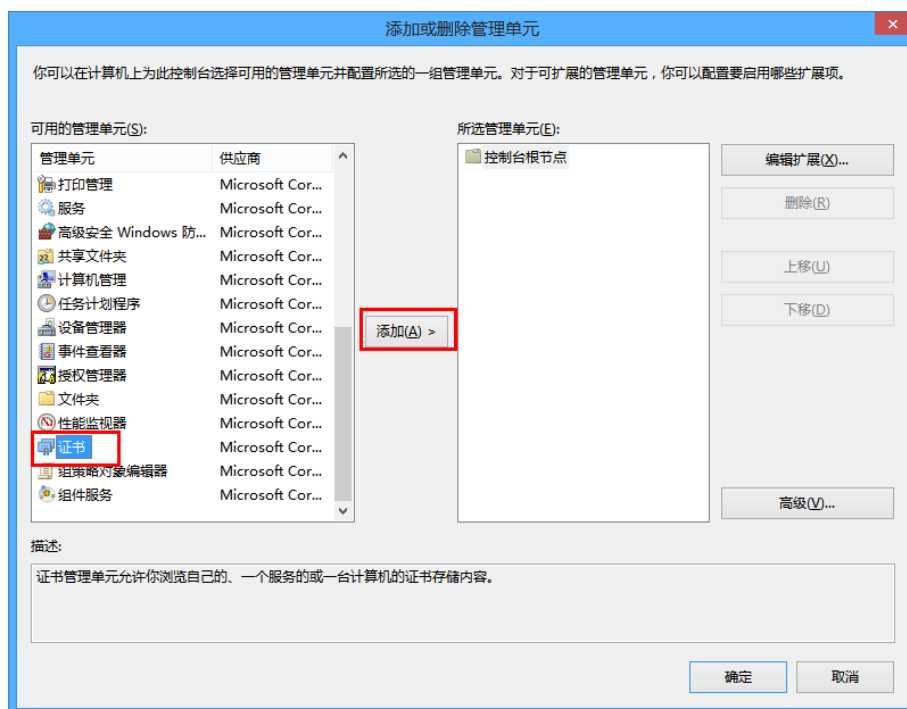 添加或删除管理单元
你可以在计算机上为此控制台选择可用的管理单元并配置所选的一组管理单元。对于可扩展的管理单元，你可以配置要启用哪些扩展项。
可用的管理单元(S):
所选管理单元(E):
管理单元 供应商
控制台根节点
编辑扩展(X)...
打印管理 Microsoft Cor...
服务 Microsoft Cor...
删除(R)
高级安全 Windows 防... Microsoft Cor...
共享文件夹 Microsoft Cor...
上移(U)
计算机管理 Microsoft Cor...
任务计划程序 Microsoft Cor...
下移(D)
设备管理器 Microsoft Cor...
添加(A) >
事件查看器 Microsoft Cor...
授权管理器 Microsoft Cor...
文件夹 Microsoft Cor...
性能监视器 Microsoft Cor...
证书 Microsoft Cor...
组策略对象编辑器 Microsoft Cor...
组件服务 Microsoft Cor...
高级(V)...
描述:
证书管理单元允许你浏览自己的、一个服务的或一台计算机的证书存储内容。
确定
取消